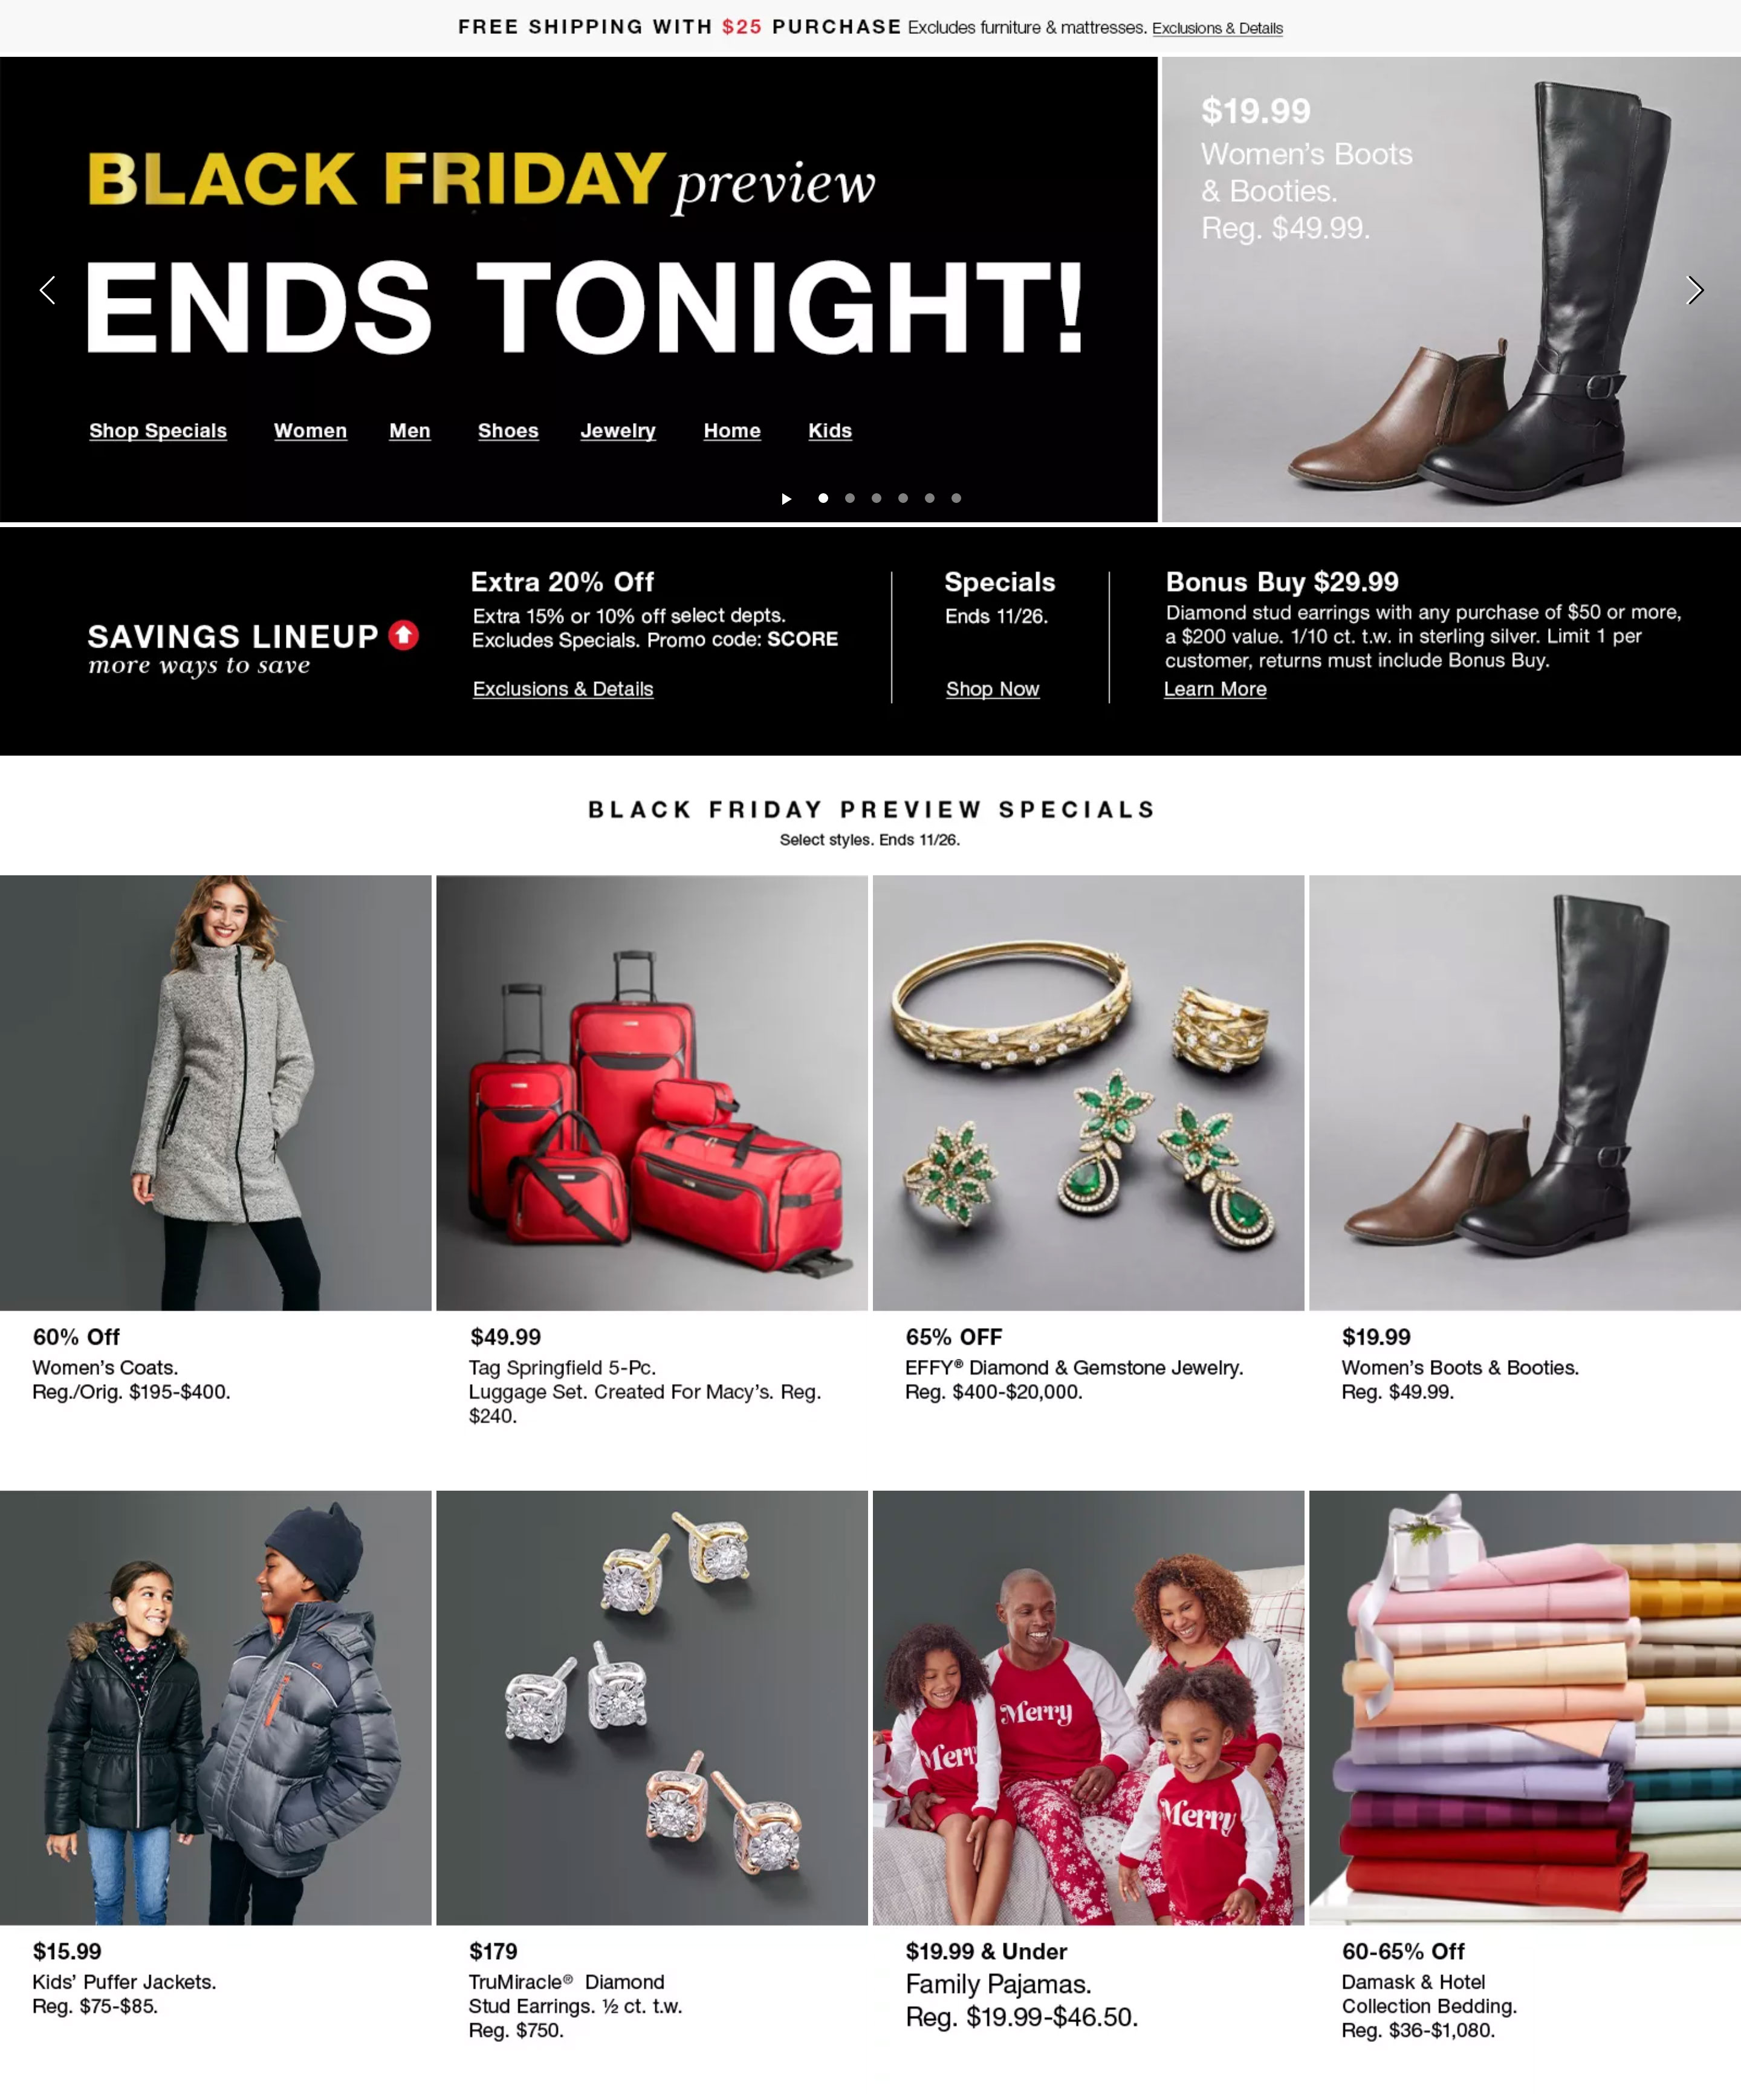 FREE SHIPPING WITH $25 PURCHASE Excludes furniture & mattresses. Exclusions & Details
BLACK FRIDAY preview
ENDS TONIGHT!
Shop Specials Women Men Shoes Jewelry Home Kids
$19.99
Women's Boots
& Booties.
Reg. $49.99.
SAVINGS LINEUP
more ways to save
Extra 20% Off
Extra 15% or 10% off select depts.
Excludes Specials. Promo code: SCORE
Exclusions & Details
Specials
Ends 11/26.
Shop Now
Bonus Buy $29.99
Diamond stud earrings with any purchase of $50 or more,
a $200 value. 1/10 ct. t.w. in sterling silver. Limit 1 per
customer, returns must include Bonus Buy.
Learn More
BLACK FRIDAY PREVIEW SPECIALS
Select styles. Ends 11/26.
60% Off
Women's Coats.
Reg./Orig. $195-$400.
$49.99
Tag Springfield 5-Pc.
Luggage Set. Created For Macy's. Reg.
$240.
65% OFF
EFFY® Diamond & Gemstone Jewelry.
Reg. $400-$20,000.
$19.99
Women's Boots & Booties.
Reg. $49.99.
Merry
Merry
Merry
$15.99
Kids' Puffer Jackets.
Reg. $75-$85.
$179
TruMiracle® Diamond
Stud Earrings. ½ ct. t.w.
Reg. $750.
$19.99 & Under
Family Pajamas.
Reg. $19.99-$46.50.
60-65% Off
Damask & Hotel
Collection Bedding.
Reg. $36-$1,080.